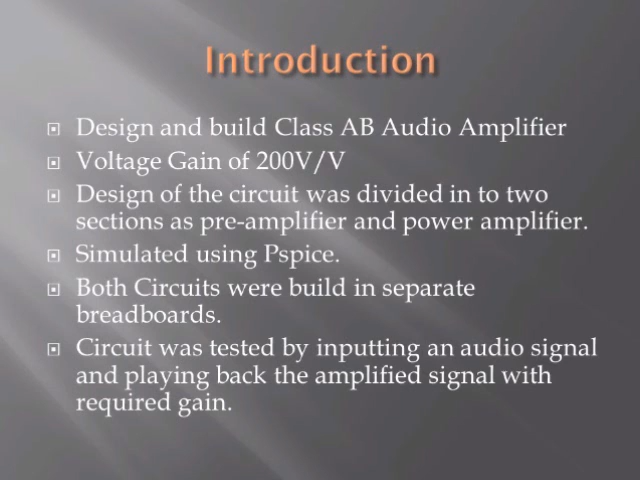 Introduction
Design and build Class AB Audio Amplifier
Voltage Gain of 200V/V
Design of the circuit was divided in to two
sections as pre-amplifier and power amplifier.
Simulated using Pspice.
Both Circuits were build in separate
breadboards.
Circuit was tested by inputting an audio signal
and playing back the amplified signal with
required gain.